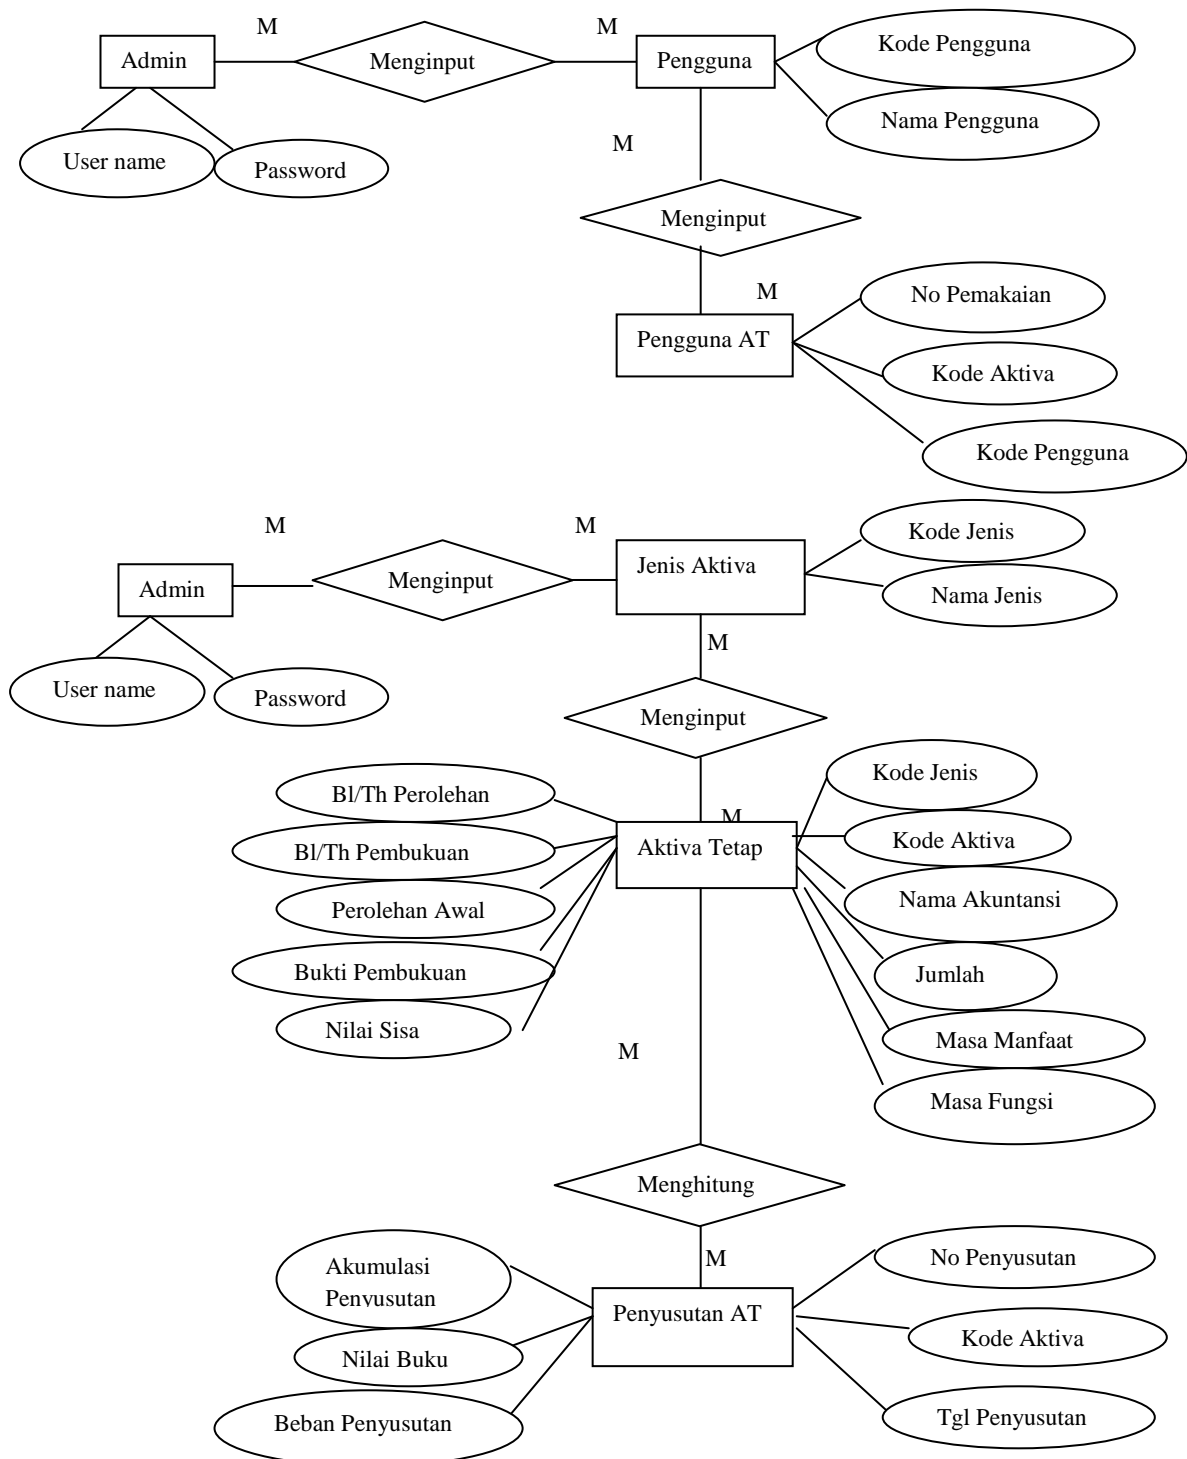 M
M
Admin
Menginput
Pengguna
Kode Pengguna
Nama Pengguna
User name
Password
M
Menginput
M
No Pemakaian
Pengguna AT
Kode Aktiva
Kode Pengguna
M
M
Kode Jenis
Jenis Aktiva
Menginput
Admin
Nama Jenis
M
User name
Password
Menginput
Kode Jenis
Bl/Th Perolehan
M
Kode Aktiva
Bl/Th Pembukuan
Aktiva Tetap
Nama Akuntansi
Perolehan Awal
Bukti Pembukuan
Jumlah
Nilai Sisa
Masa Manfaat
M
Masa Fungsi
Menghitung
M
No Penyusutan
Akumulasi
Penyusutan
Penyusutan AT
Kode Aktiva
Nilai Buku
Beban Penyusutan
Tgl Penyusutan